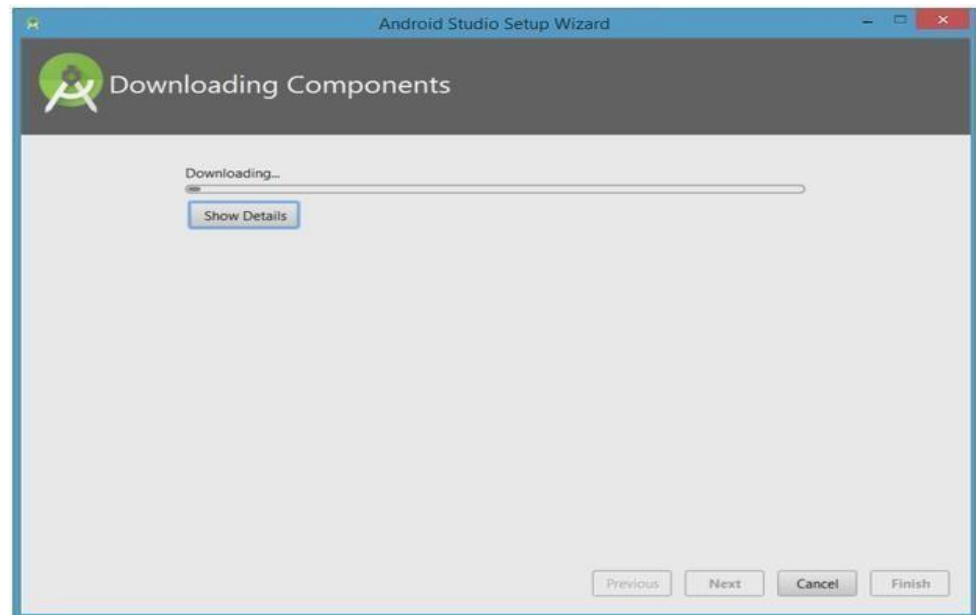 Android Studio Setup Wizard
Downloading Components
Downloading...
Show Details
Previous Next Cancel Finish